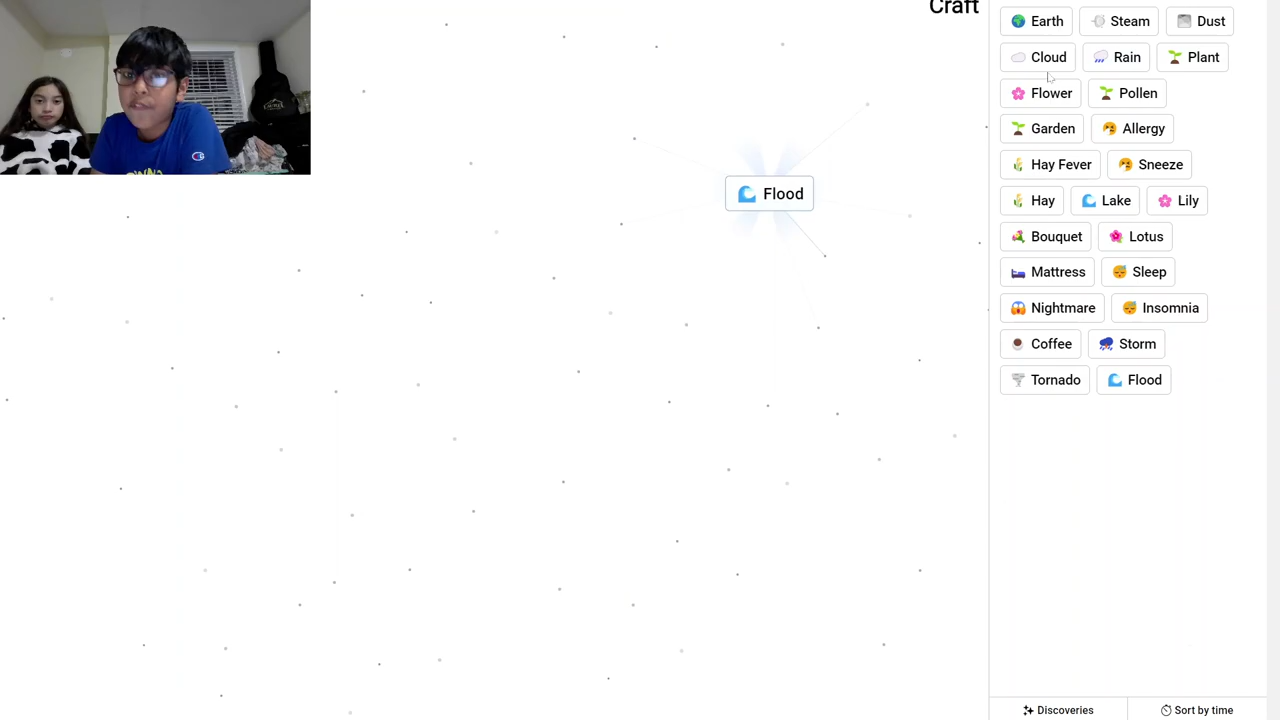 Craft
Earth Steam Dust
Cloud Rain Plant
Flower Pollen
Garden Allergy
Hay Fever Sneeze
Hay Lake Lily
Bouquet Lotus
Mattress Sleep
Nightmare Insomnia
Coffee Storm
Tornado Flood
Flood
Discoveries Sort by time